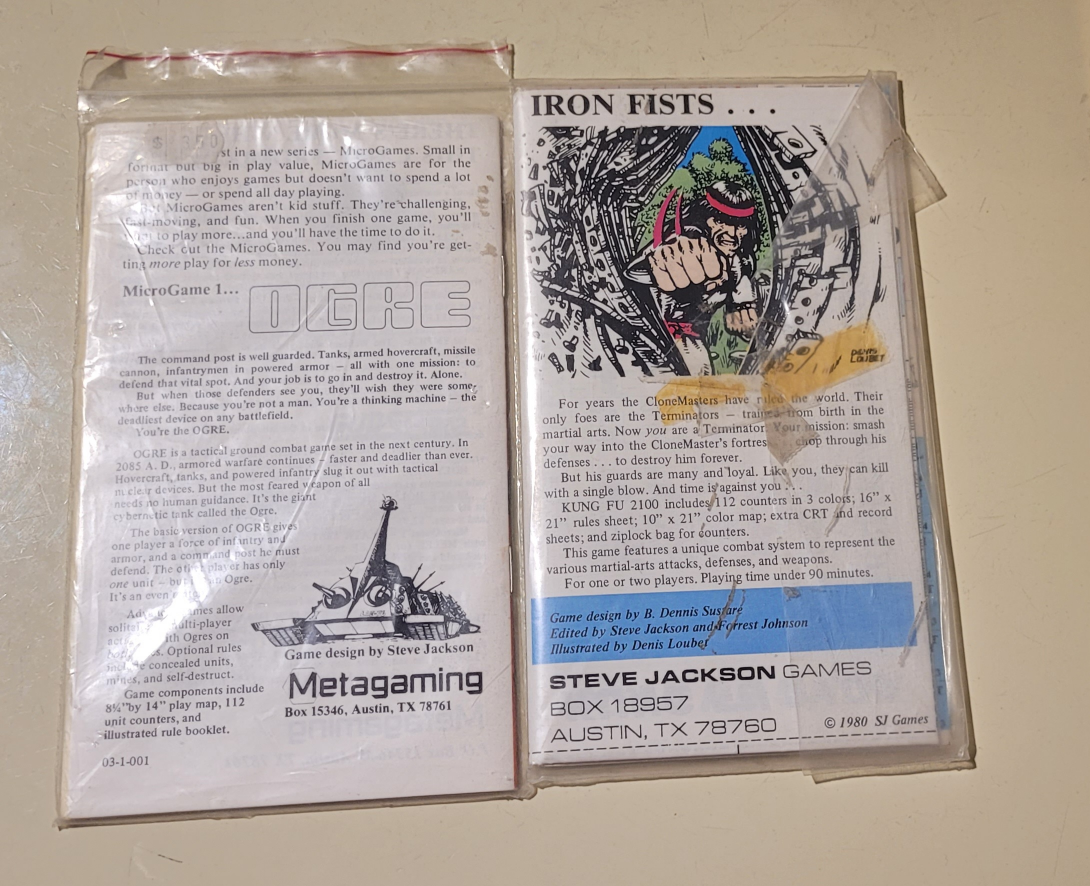 $ 350
st in a new series — MicroGames. Small in
format but big in play value, MicroGames are for the
person who enjoys games but doesn't want to spend a lot
of money — or spend all day playing.
But MicroGames aren't kid stuff. They're challenging,
fast-moving, and fun. When you finish one game, you'll
to play more...and you'll have the time to do it.
Check out the MicroGames. You may find you're get-
ting more play for less money.
MicroGame 1...
OGRE
The command post is well guarded. Tanks, armed hovercraft, missile
cannon, infantrymen in powered armor — all with one mission: to
defend that vital spot. And your job is to go in and destroy it. Alone.
But when those defenders see you, they'll wish they were some-
where else. Because you're not a man. You're a thinking machine — the
deadliest device on any battlefield.
You're the OGRE.
OGRE is a tactical ground combat game set in the next century. In
2085 A. D., armored warfare continues — faster and deadlier than ever.
Hovercraft, tanks, and powered infantry slug it out with tactical
nuclear devices. But the most feared weapon of all
needs no human guidance. It's the giant
cybernetic tank called the Ogre.
The basic version of OGRE gives
one player a force of infantry and
armor, and a command post he must
defend. The other player has only
one unit — but an Ogre.
It's an even
games allow
multi-player
with Ogres on
Optional rules
include concealed units,
mines, and self-destruct.
Game components include
8½" by 14" play map, 112
unit counters, and
illustrated rule booklet.
Game design by Steve Jackson
Metagaming
Box 15346, Austin, TX 78761
03-1-001
IRON FISTS . . .
DENIS
LOUBET
For years the CloneMasters have ruled the world. Their
only foes are the Terminators — trained from birth in the
martial arts. Now you are a Terminator. Your mission: smash
your way into the CloneMaster's fortress chop through his
defenses . . . to destroy him forever.
But his guards are many and loyal. Like you, they can kill
with a single blow. And time is against you . . .
KUNG FU 2100 includes 112 counters in 3 colors; 16" x
21" rules sheet; 10" x 21" color map; extra CRT and record
sheets; and ziplock bag for counters.
This game features a unique combat system to represent the
various martial-arts attacks, defenses, and weapons.
For one or two players. Playing time under 90 minutes.
Game design by B. Dennis Sustare
Edited by Steve Jackson and Forrest Johnson
Illustrated by Denis Loubet
STEVE JACKSON GAMES
BOX 18957
AUSTIN, TX 78760
© 1980 SJ Games